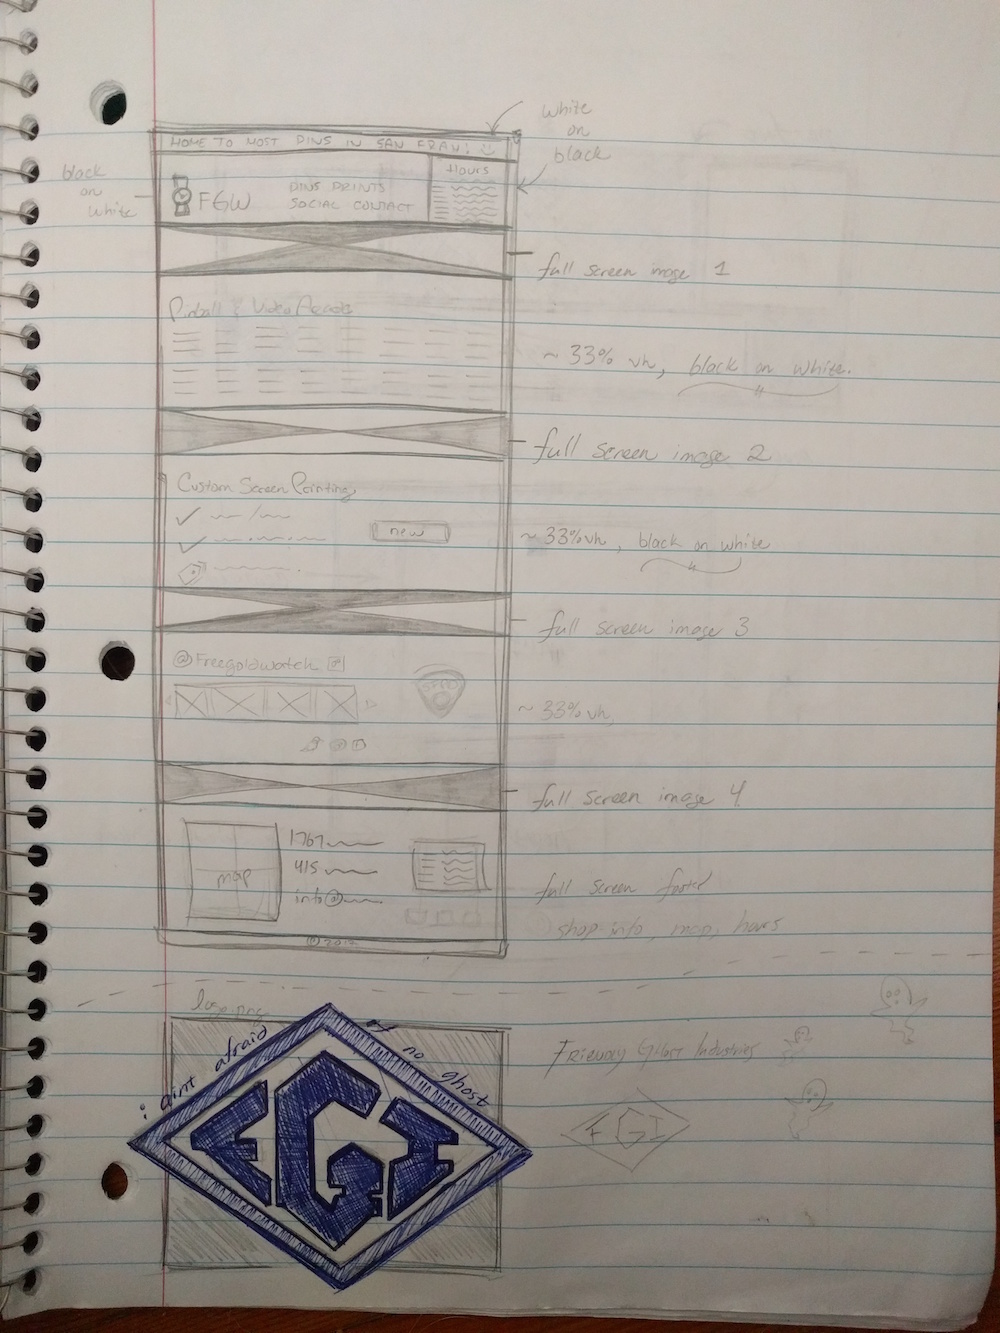 white
on
black
HOME TO MOST PINS IN SAN FRAN!
black
on
white
FGW
PINS PRINTS
SOCIAL CONTACT
Hours
full screen image 1
Pinball & Video Arcade
~ 33% vh, black on white.
full screen image 2
Custom Screen Printing
new
~ 33% vh, black on white
full screen image 3
@Freegoldwatch
~ 33% vh,
full screen image 4
map
1767
415
info@
full screen footer
shop info, map, hours
logo.png
i aint afraid of no ghost
FGI
Friendly Ghost Industries
FGI